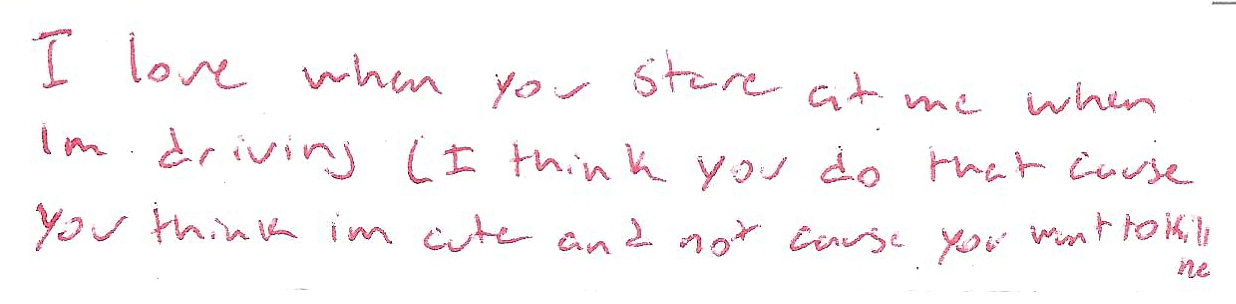 I love when you stare at me when
Im driving (I think you do that cause
you think im cute and not cause you want to kill
me